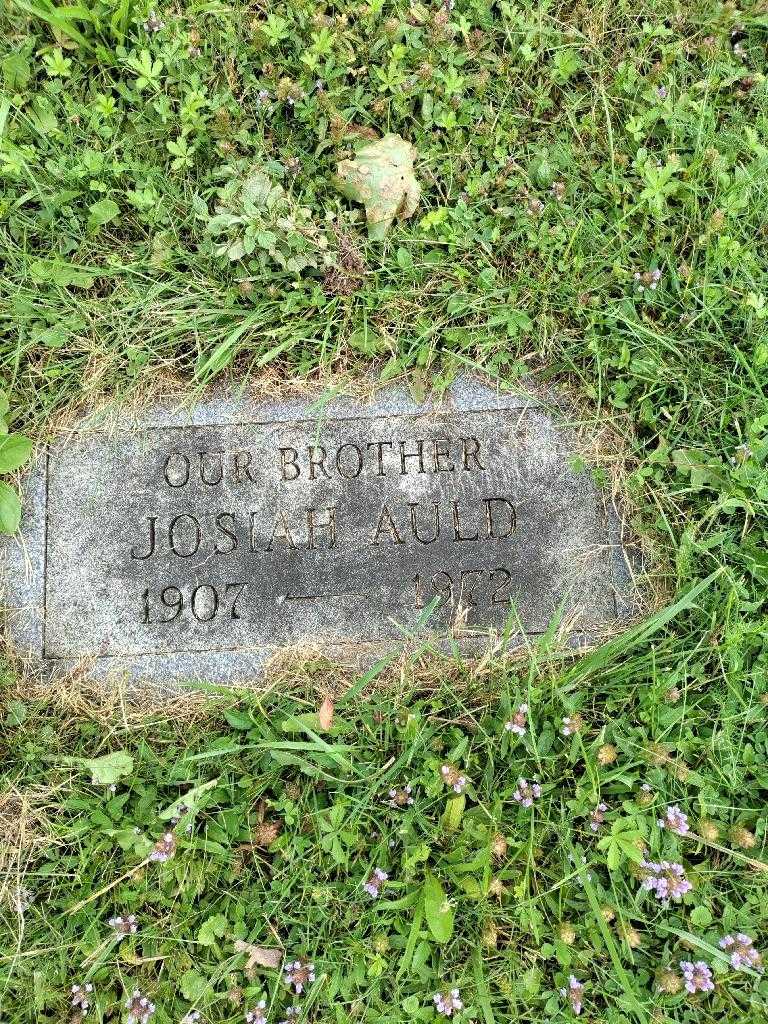 OUR BROTHER
JOSIAH AULD
1907 — 1972